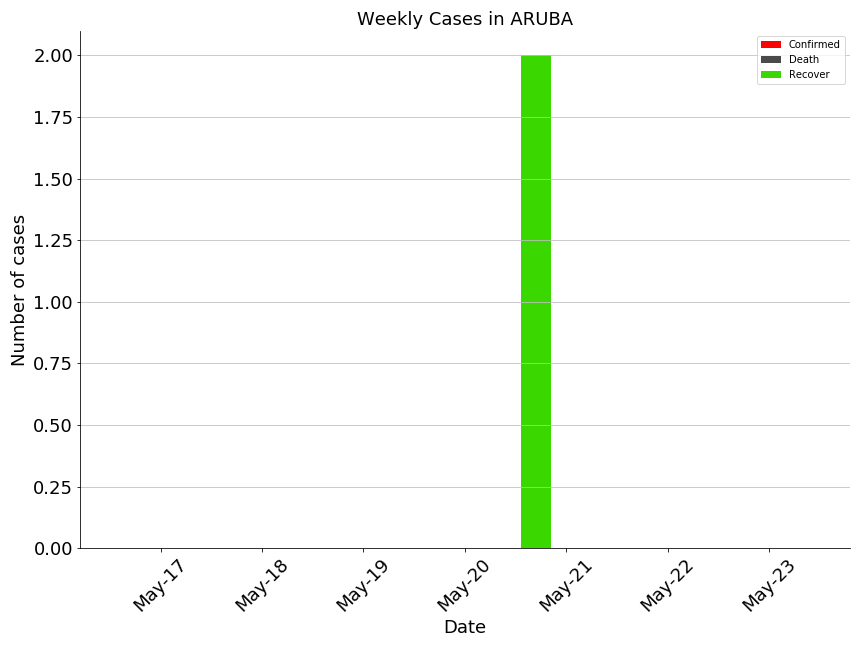 Weekly Cases in ARUBA
Confirmed
Death
Recover
Number of cases
2.00
1.75
1.50
1.25
1.00
0.75
0.50
0.25
0.00
May-17
May-18
May-19
May-20
May-21
May-22
May-23
Date